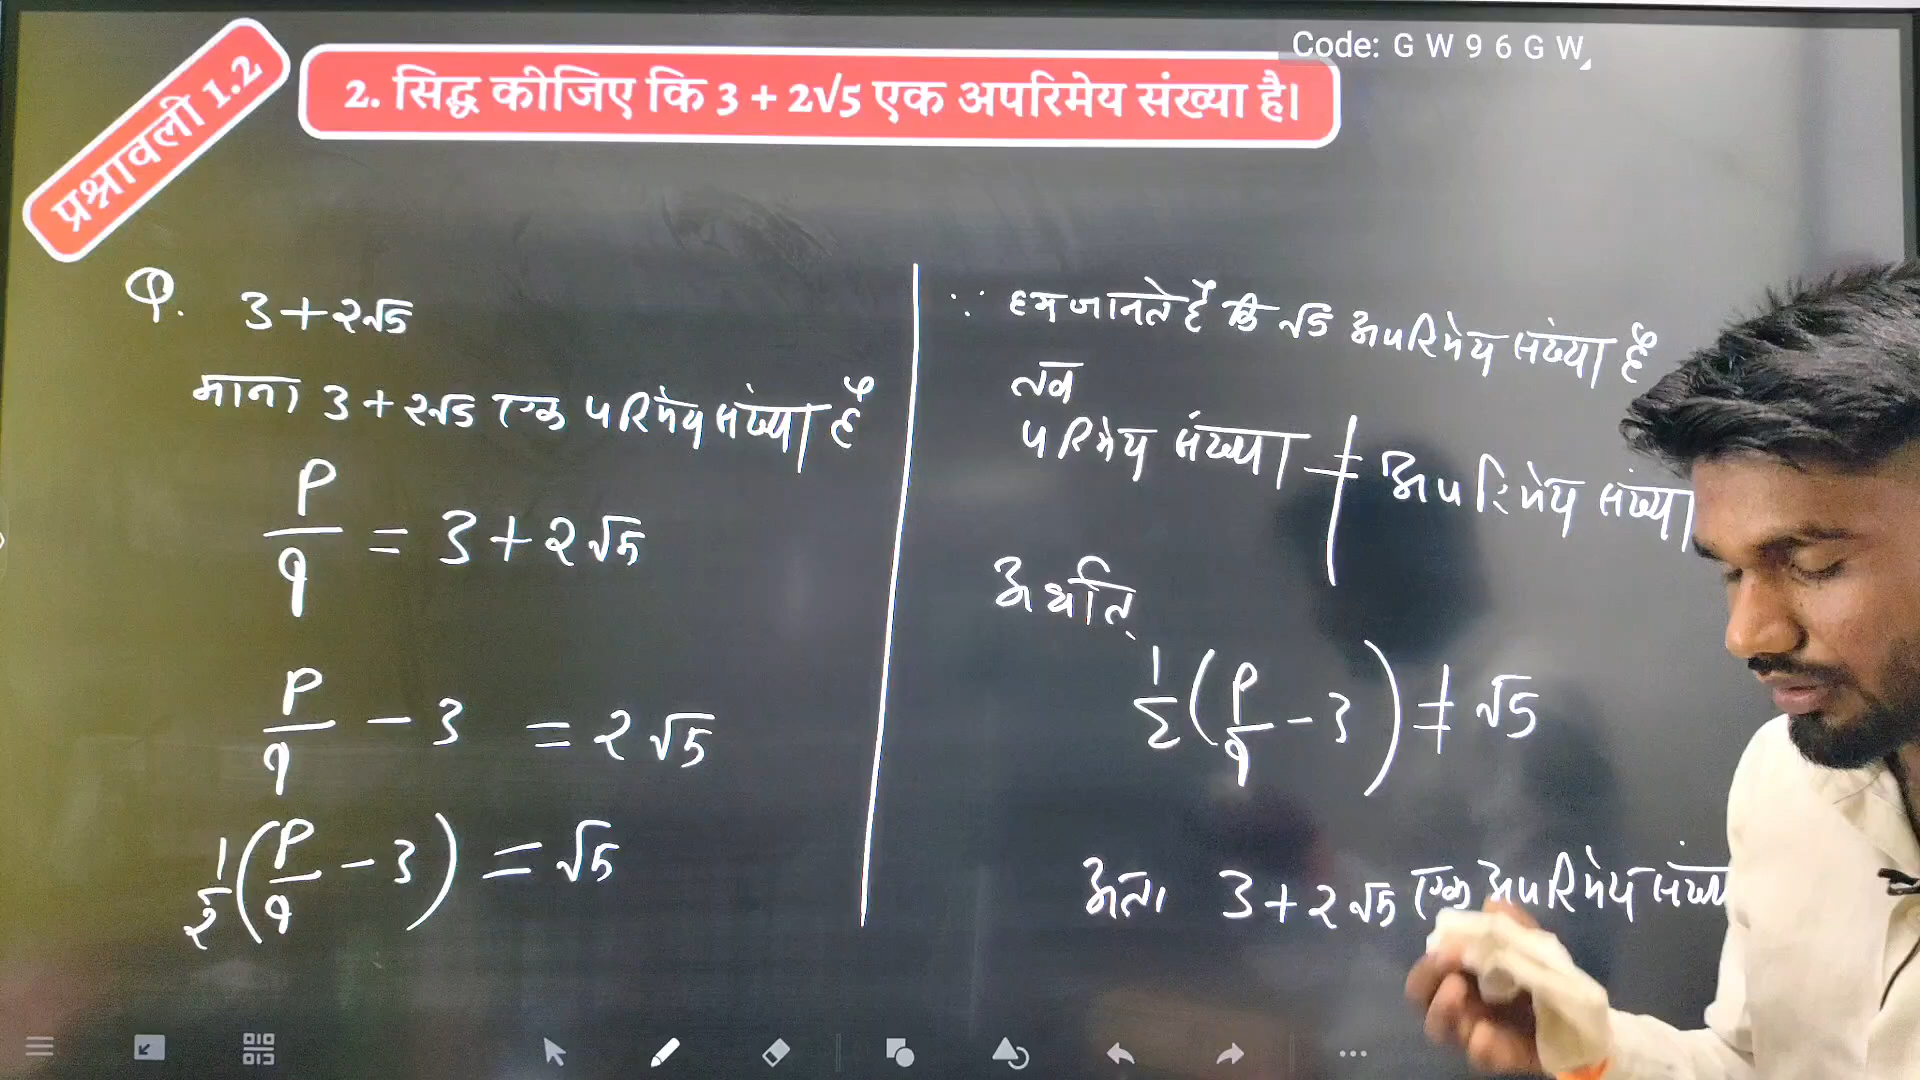 Code: G W 9 6 G W
प्रश्नावली 1.2
2. सिद्ध कीजिए कि 3 + 2√5 एक अपरिमेय संख्या है।
Q. 3+2√5
माना 3+2√5 एक परिमेय संख्या है
p/q = 3+2√5
p/q - 3 = 2√5
1/2(p/q - 3) = √5
∵ हम जानते हैं कि √5 अपरिमेय संख्या है
तब
परिमेय संख्या ≠ अपरिमेय संख्या
अर्थात्
1/2(p/q - 3) ≠ √5
अतः 3+2√5 एक अपरिमेय संख्या